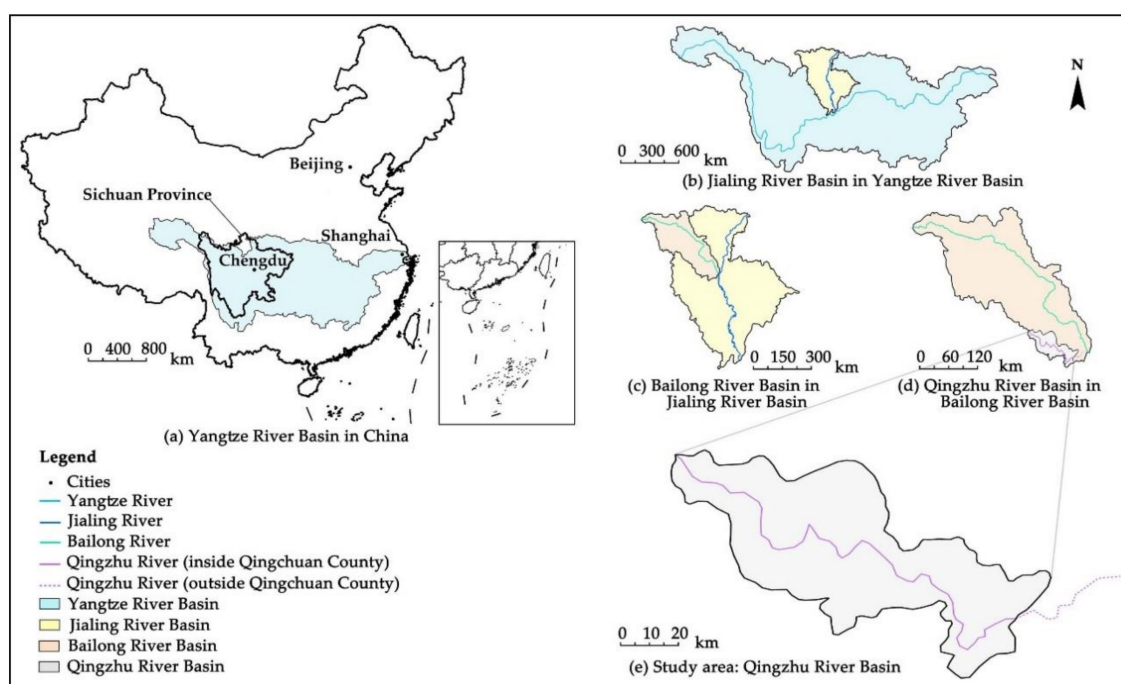 Beijing
Sichuan Province
Shanghai
Chengdu
0 400 800
km
(a) Yangtze River Basin in China
N
0 300 600
km
(b) Jialing River Basin in Yangtze River Basin
0 150 300
km
(c) Bailong River Basin in
Jialing River Basin
0 60 120
km
(d) Qingzhu River Basin in
Bailong River Basin
Legend
Cities
Yangtze River
Jialing River
Bailong River
Qingzhu River (inside Qingchuan County)
Qingzhu River (outside Qingchuan County)
Yangtze River Basin
Jialing River Basin
Bailong River Basin
Qingzhu River Basin
0 10 20
km
(e) Study area: Qingzhu River Basin